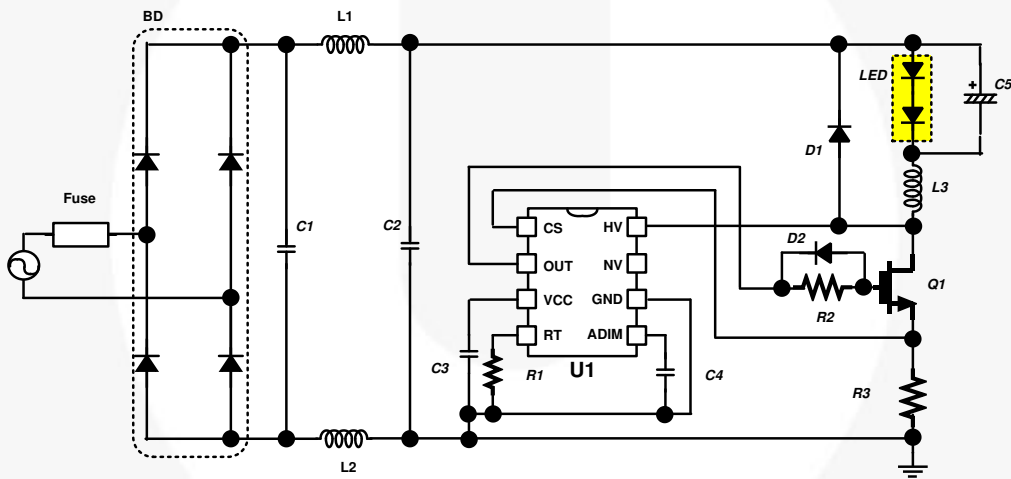 BD
L1
LED
C5
+
D1
L3
Fuse
C1
C2
CS
HV
D2
OUT
NV
Q1
VCC
GND
R2
RT
ADIM
C3
R1
U1
C4
R3
L2